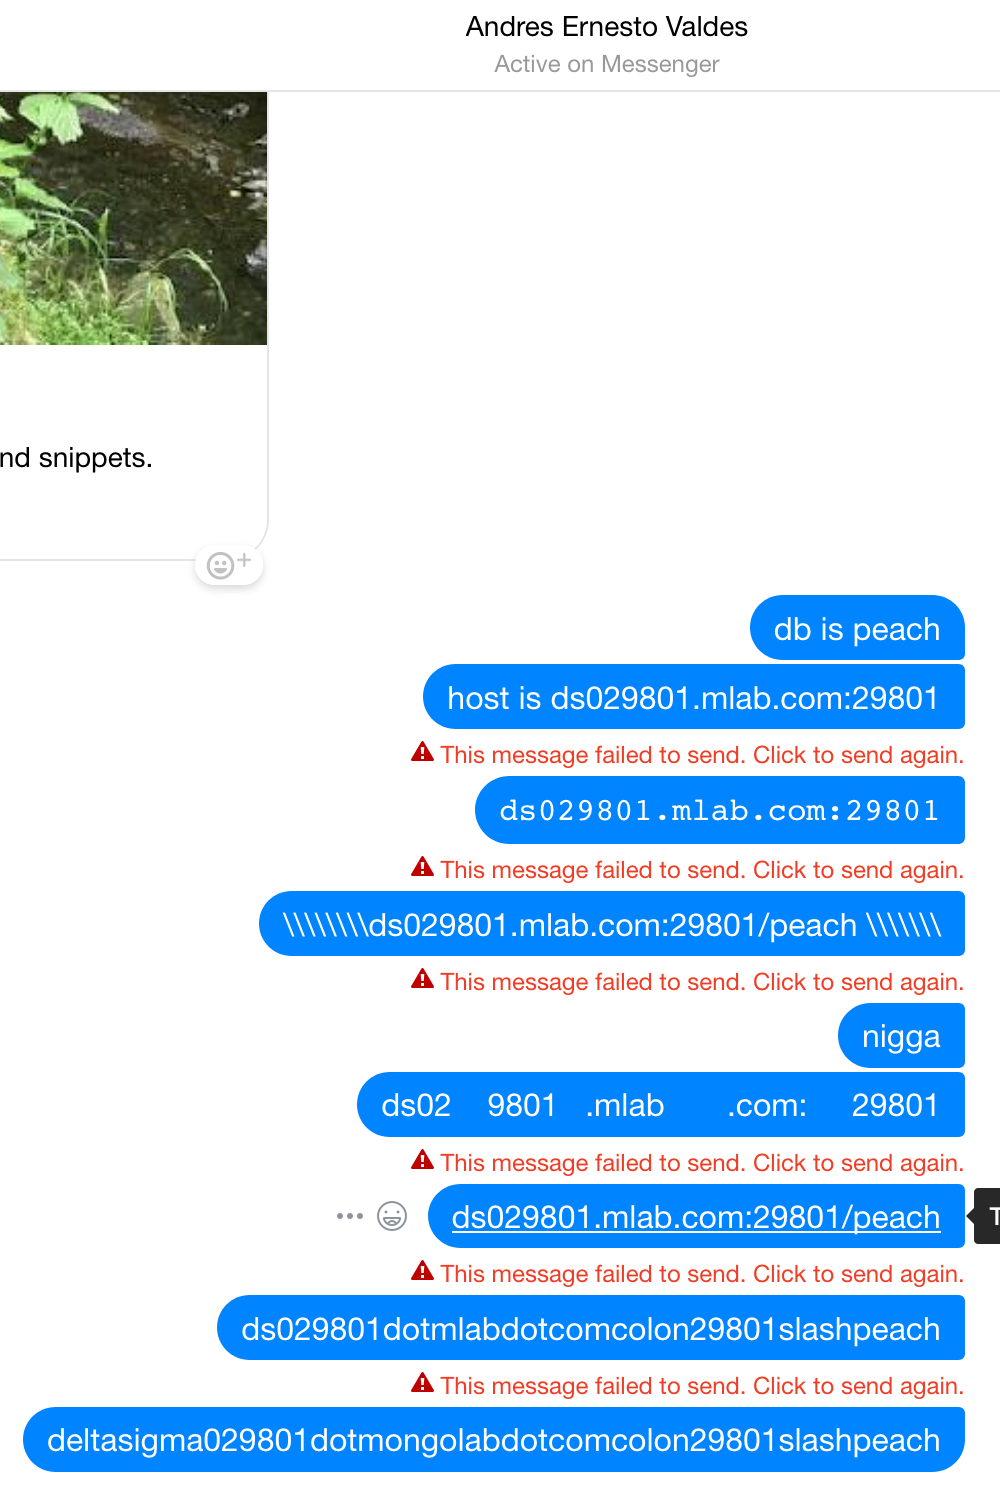 Andres Ernesto Valdes
Active on Messenger
nd snippets.
db is peach
host is ds029801.mlab.com:29801
This message failed to send. Click to send again.
ds029801.mlab.com:29801
This message failed to send. Click to send again.
\\\\\\\\ds029801.mlab.com:29801/peach \\\\\\\
This message failed to send. Click to send again.
nigga
ds02 9801 .mlab .com: 29801
This message failed to send. Click to send again.
ds029801.mlab.com:29801/peach
T
This message failed to send. Click to send again.
ds029801dotmlabdotcomcolon29801slashpeach
This message failed to send. Click to send again.
deltasigma029801dotmongolabdotcomcolon29801slashpeach